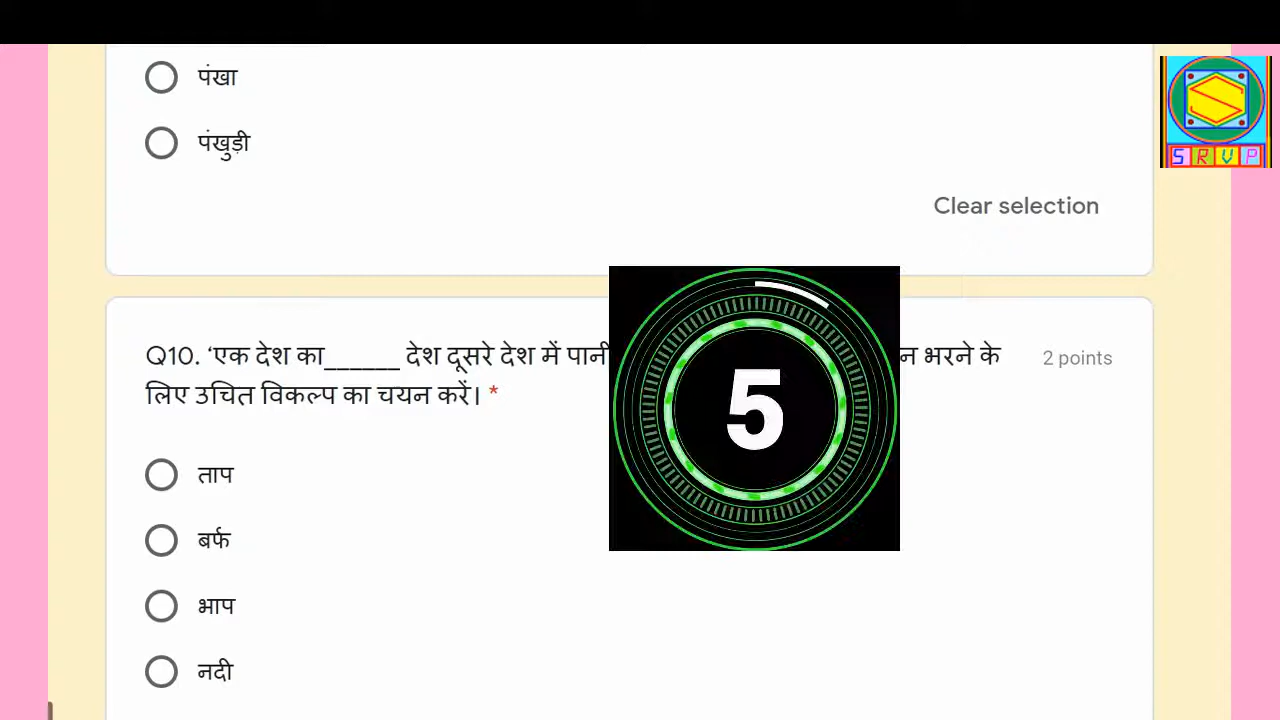 पंखा
पंखुड़ी
Clear selection
Q10. ‘एक देश का______ देश दूसरे देश में पानी
भरने के
2 points
लिए उचित विकल्प का चयन करें। *
5
ताप
बर्फ
भाप
नदी
S R V P